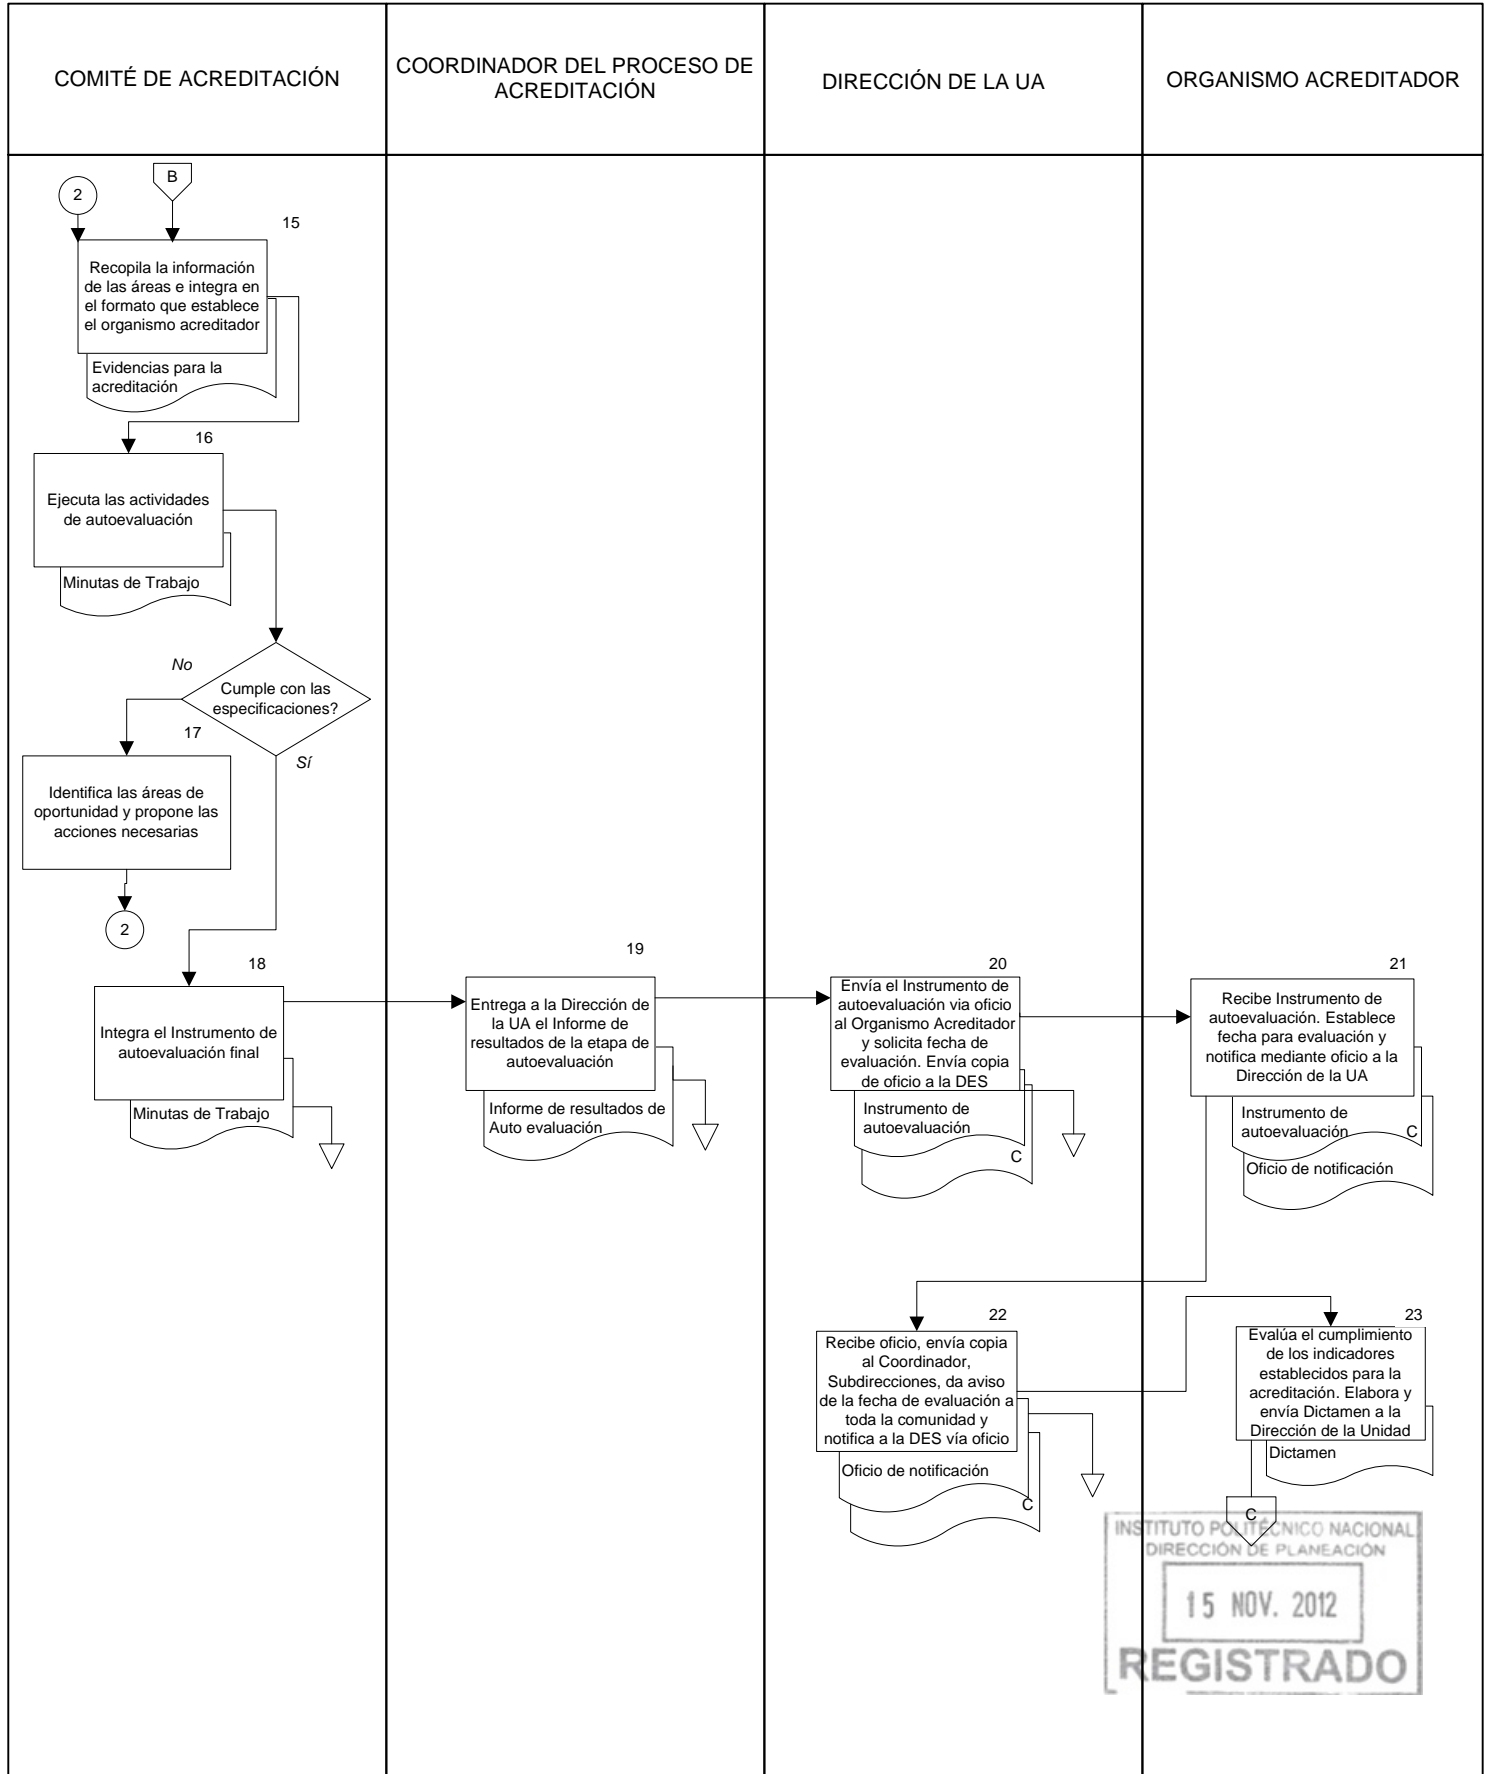 COMITÉ DE ACREDITACIÓN
COORDINADOR DEL PROCESO DE
ACREDITACIÓN
DIRECCIÓN DE LA UA
ORGANISMO ACREDITADOR
2
B
15
Recopila la información
de las áreas e integra en
el formato que establece
el organismo acreditador
Evidencias para la
acreditación
16
Ejecuta las actividades
de autoevaluación
Minutas de Trabajo
No
Cumple con las
especificaciones?
17
Sí
Identifica las áreas de
oportunidad y propone las
acciones necesarias
2
18
Integra el Instrumento de
autoevaluación final
Minutas de Trabajo
19
Entrega a la Dirección de
la UA el Informe de
resultados de la etapa de
autoevaluación
Informe de resultados de
Auto evaluación
20
Envía el Instrumento de
autoevaluación via oficio
al Organismo Acreditador
y solicita fecha de
evaluación. Envía copia
de oficio a la DES
Instrumento de
autoevaluación
C
21
Recibe Instrumento de
autoevaluación. Establece
fecha para evaluación y
notifica mediante oficio a la
Dirección de la UA
Instrumento de
autoevaluación
C
Oficio de notificación
22
Recibe oficio, envía copia
al Coordinador,
Subdirecciones, da aviso
de la fecha de evaluación a
toda la comunidad y
notifica a la DES vía oficio
Oficio de notificación
C
23
Evalúa el cumplimiento
de los indicadores
establecidos para la
acreditación. Elabora y
envía Dictamen a la
Dirección de la Unidad
Dictamen
C
INSTITUTO POLITÉCNICO NACIONAL
DIRECCIÓN DE PLANEACIÓN
15 NOV. 2012
REGISTRADO